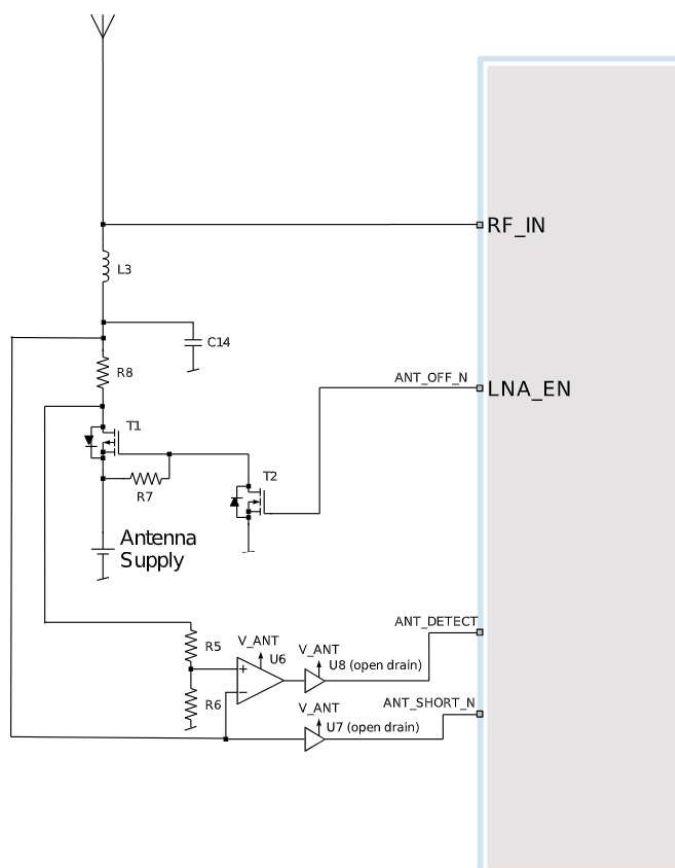 RF_IN
L3
C14
R8
ANT_OFF_N
LNA_EN
T1
T2
R7
Antenna
Supply
ANT_DETECT
V_ANT
R5
U6
V_ANT
U8 (open drain)
+
−
R6
V_ANT
ANT_SHORT_N
U7 (open drain)